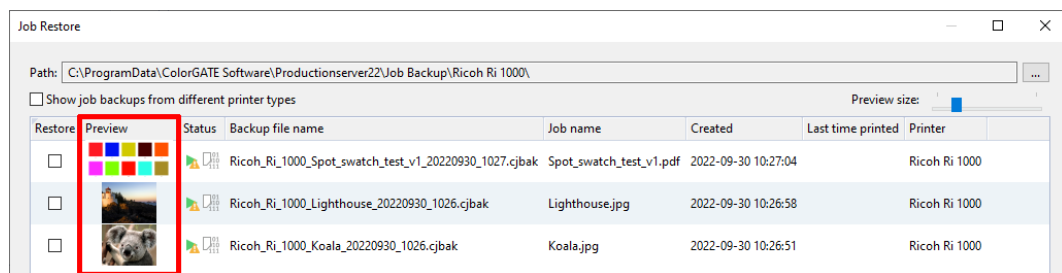 Job Restore
Path: C:\ProgramData\ColorGATE Software\Productionserver22\Job Backup\Ricoh Ri 1000\ ...
Show job backups from different printer types Preview size:
Restore Preview Status Backup file name Job name Created Last time printed Printer
Ricoh_Ri_1000_Spot_swatch_test_v1_20220930_1027.cjbak Spot_swatch_test_v1.pdf 2022-09-30 10:27:04 Ricoh Ri 1000
Ricoh_Ri_1000_Lighthouse_20220930_1026.cjbak Lighthouse.jpg 2022-09-30 10:26:58 Ricoh Ri 1000
Ricoh_Ri_1000_Koala_20220930_1026.cjbak Koala.jpg 2022-09-30 10:26:51 Ricoh Ri 1000